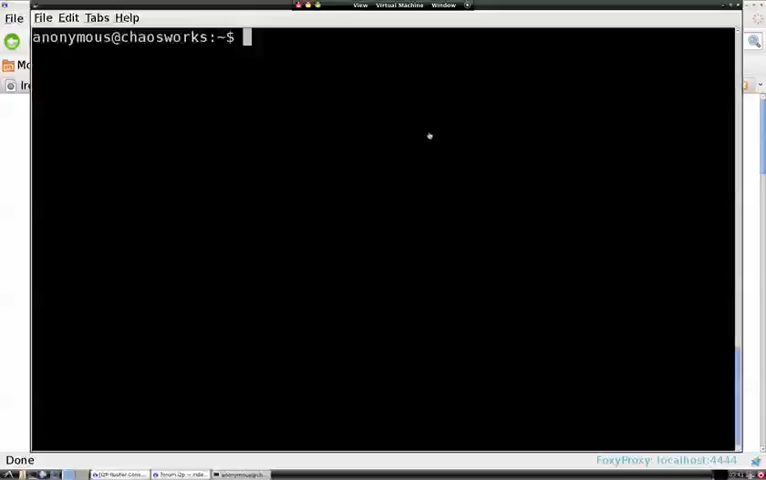 View Virtual Machine Window
File
File Edit Tabs Help
anonymous@chaosworks:~$
Done
FoxyProxy: localhost:4444